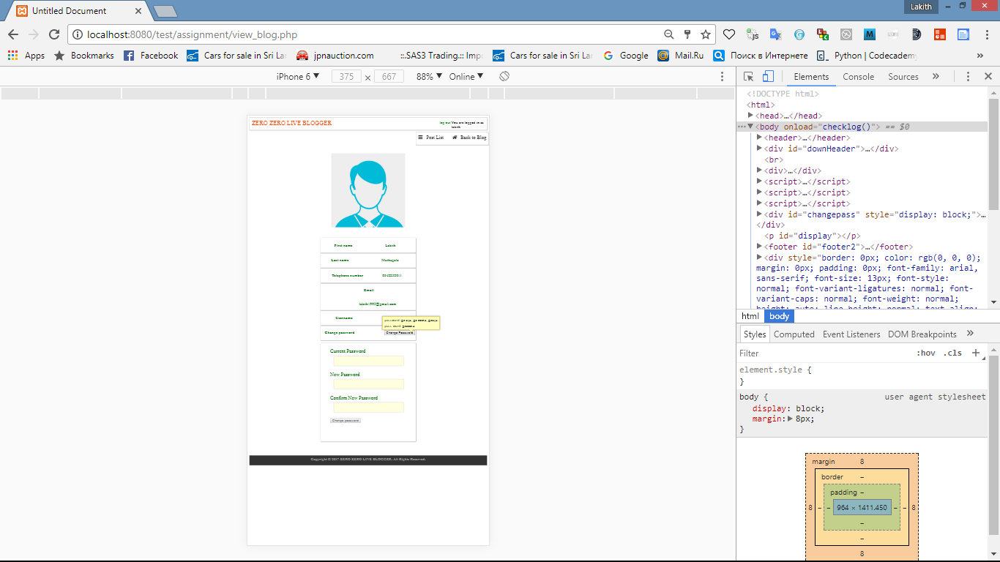 Untitled Document
Lakith
localhost:8080/test/assignment/view_blog.php
Apps Bookmarks Facebook Cars for sale in Sri La jpnauction.com ::.SAS3 Trading.:: Imp Cars for sale in Sri La Google Mail.Ru Поиск в Интернете Python | Codecademy »
iPhone 6 ▼ 375 × 667 88% ▼ Online ▼
Elements Console Sources »
<!DOCTYPE html>
<html>
▶<head>…</head>
…▼<body onload="checklog()"> == $0
▶<header>…</header>
▶<div id="downHeader">…</div>
<br>
▶<div>…</div>
▶<script>…</script>
▶<script>…</script>
▶<script>…</script>
▶<div id="changepass" style="display: block;">…
</div>
<p id="display"></p>
▶<footer id="footer2">…</footer>
▶<div style="border: 0px; color: rgb(0, 0, 0);
margin: 0px; padding: 0px; font-family: arial,
sans-serif; font-size: 13px; font-style:
normal; font-variant-ligatures: normal; font-
variant-caps: normal; font-weight: normal;
height: auto; line-height: normal; text-align:
html body
Styles Computed Event Listeners DOM Breakpoints »
Filter :hov .cls +
element.style {
}
body { user agent stylesheet
display: block;
margin:▶8px;
}
margin 8
border –
padding –
8 – – 964 × 1411.450 – – 8
–
–
8
ZERO ZERO LIVE BLOGGER
log out You are logged in as
lakith
Post List Back to Blog
First name Lakith
Last name
Telephone number
Email
lakith1995@gmail.com
Username
Change password Change Password
Current Password
New Password
Confirm New Password
Change password
Copyright © 2017 ZERO ZERO LIVE BLOGGER. All Rights Reserved.